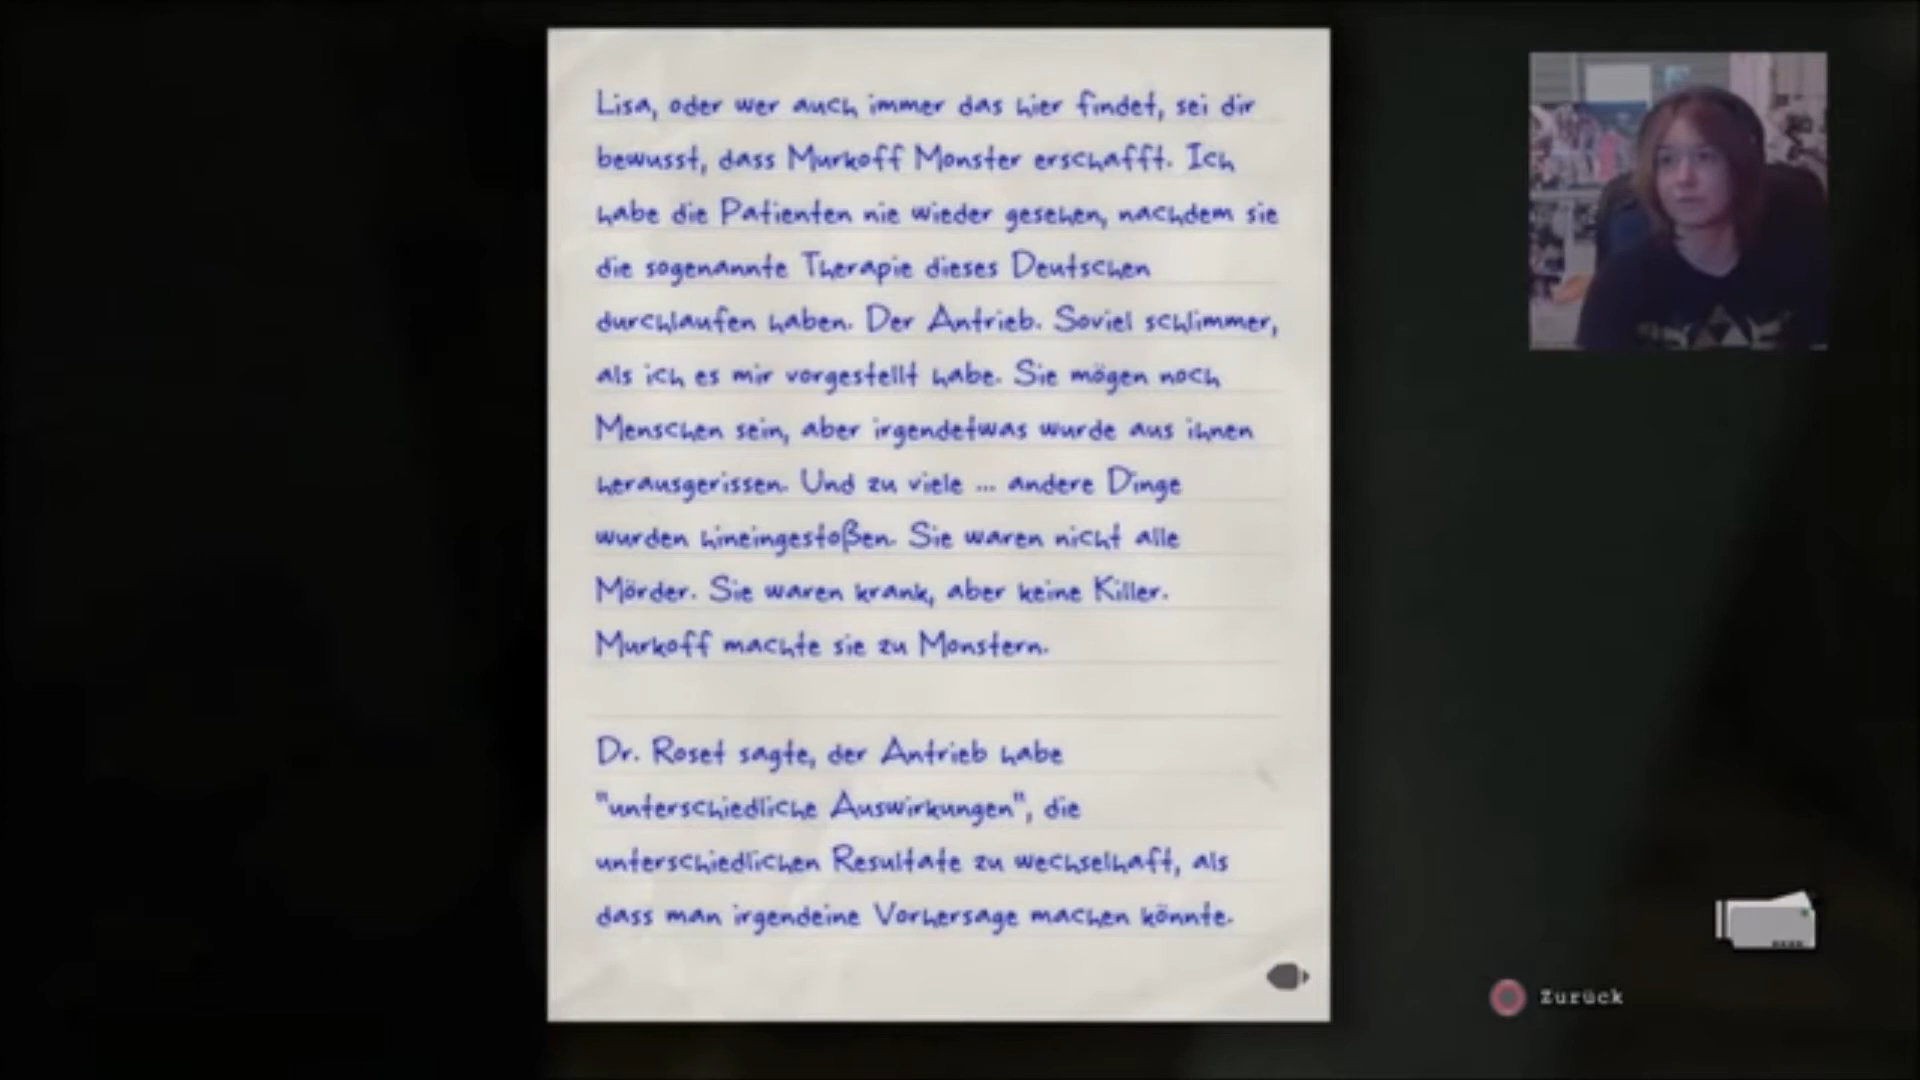 Lisa, oder wer auch immer das hier findet, sei dir
bewusst, dass Murkoff Monster erschafft. Ich
habe die Patienten nie wieder gesehen, nachdem sie
die sogenannte Therapie dieses Deutschen
durchlaufen haben. Der Antrieb. Soviel schlimmer,
als ich es mir vorgestellt habe. Sie mögen noch
Menschen sein, aber irgendetwas wurde aus ihnen
herausgerissen. Und zu viele ... andere Dinge
wurden hineingestoßen. Sie waren nicht alle
Mörder. Sie waren krank, aber keine Killer.
Murkoff machte sie zu Monstern.
Dr. Roset sagte, der Antrieb habe
"unterschiedliche Auswirkungen", die
unterschiedlichen Resultate zu wechselhaft, als
dass man irgendeine Vorhersage machen könnte.
Zurück